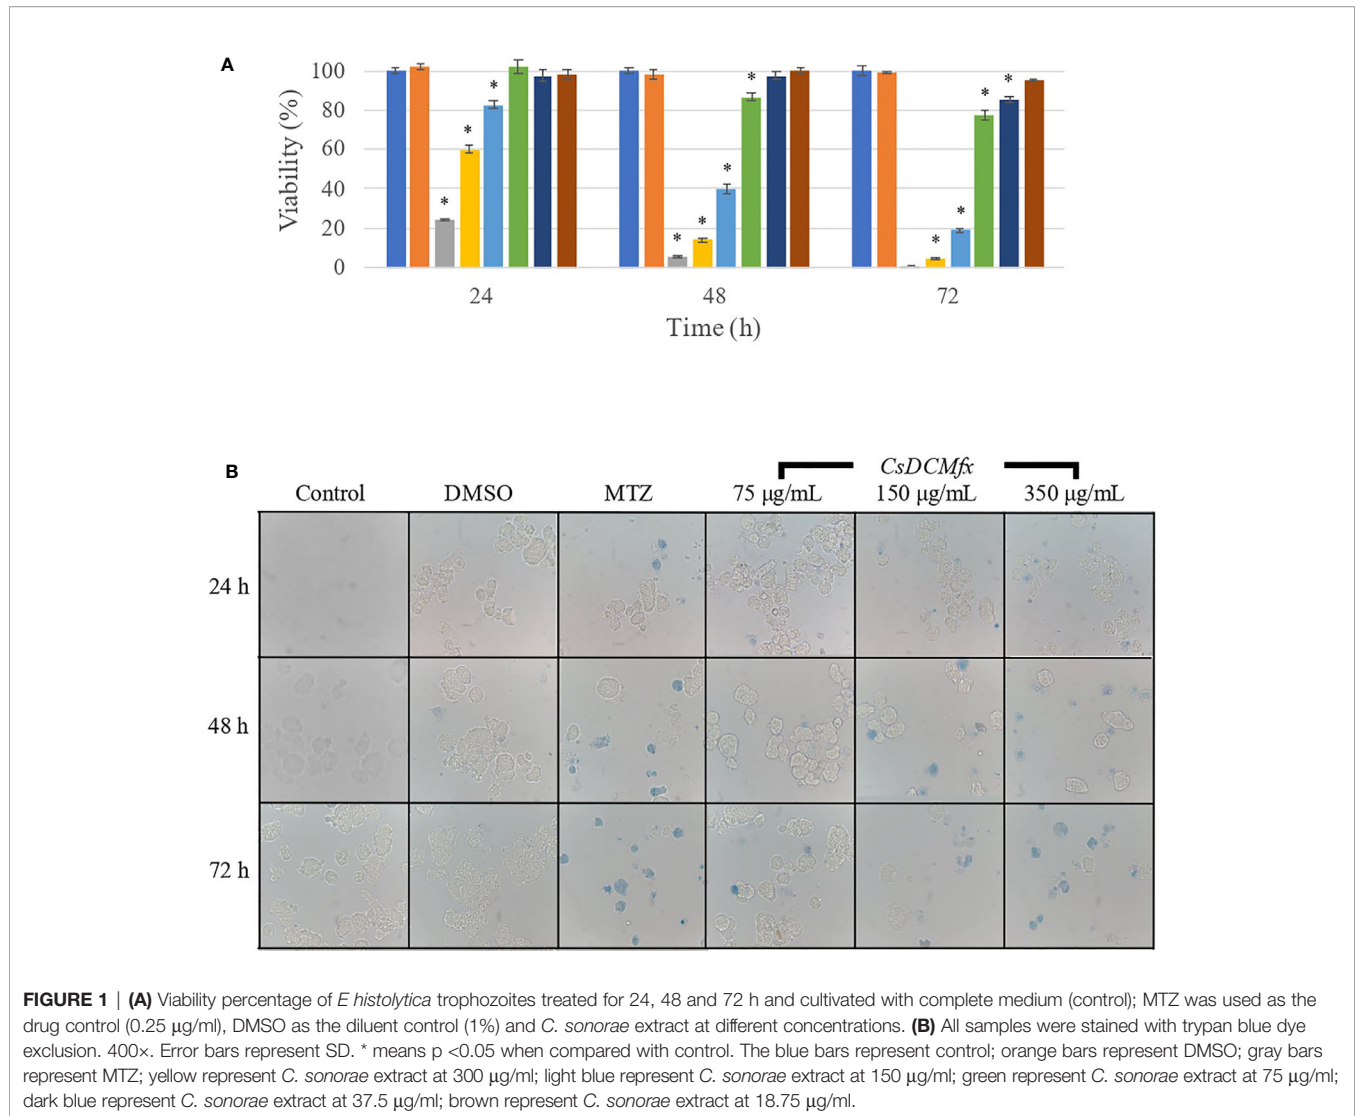 A
100
80
60
40
20
0
Viability (%)
* * *
* * * *
* * * *
24 48 72
Time (h)
B
CsDCMfx
Control DMSO MTZ 75 µg/mL 150 µg/mL 350 µg/mL
24 h
48 h
72 h
FIGURE 1 | (A) Viability percentage of E histolytica trophozoites treated for 24, 48 and 72 h and cultivated with complete medium (control); MTZ was used as the
drug control (0.25 µg/ml), DMSO as the diluent control (1%) and C. sonorae extract at different concentrations. (B) All samples were stained with trypan blue dye
exclusion. 400×. Error bars represent SD. * means p <0.05 when compared with control. The blue bars represent control; orange bars represent DMSO; gray bars
represent MTZ; yellow represent C. sonorae extract at 300 µg/ml; light blue represent C. sonorae extract at 150 µg/ml; green represent C. sonorae extract at 75 µg/ml;
dark blue represent C. sonorae extract at 37.5 µg/ml; brown represent C. sonorae extract at 18.75 µg/ml.